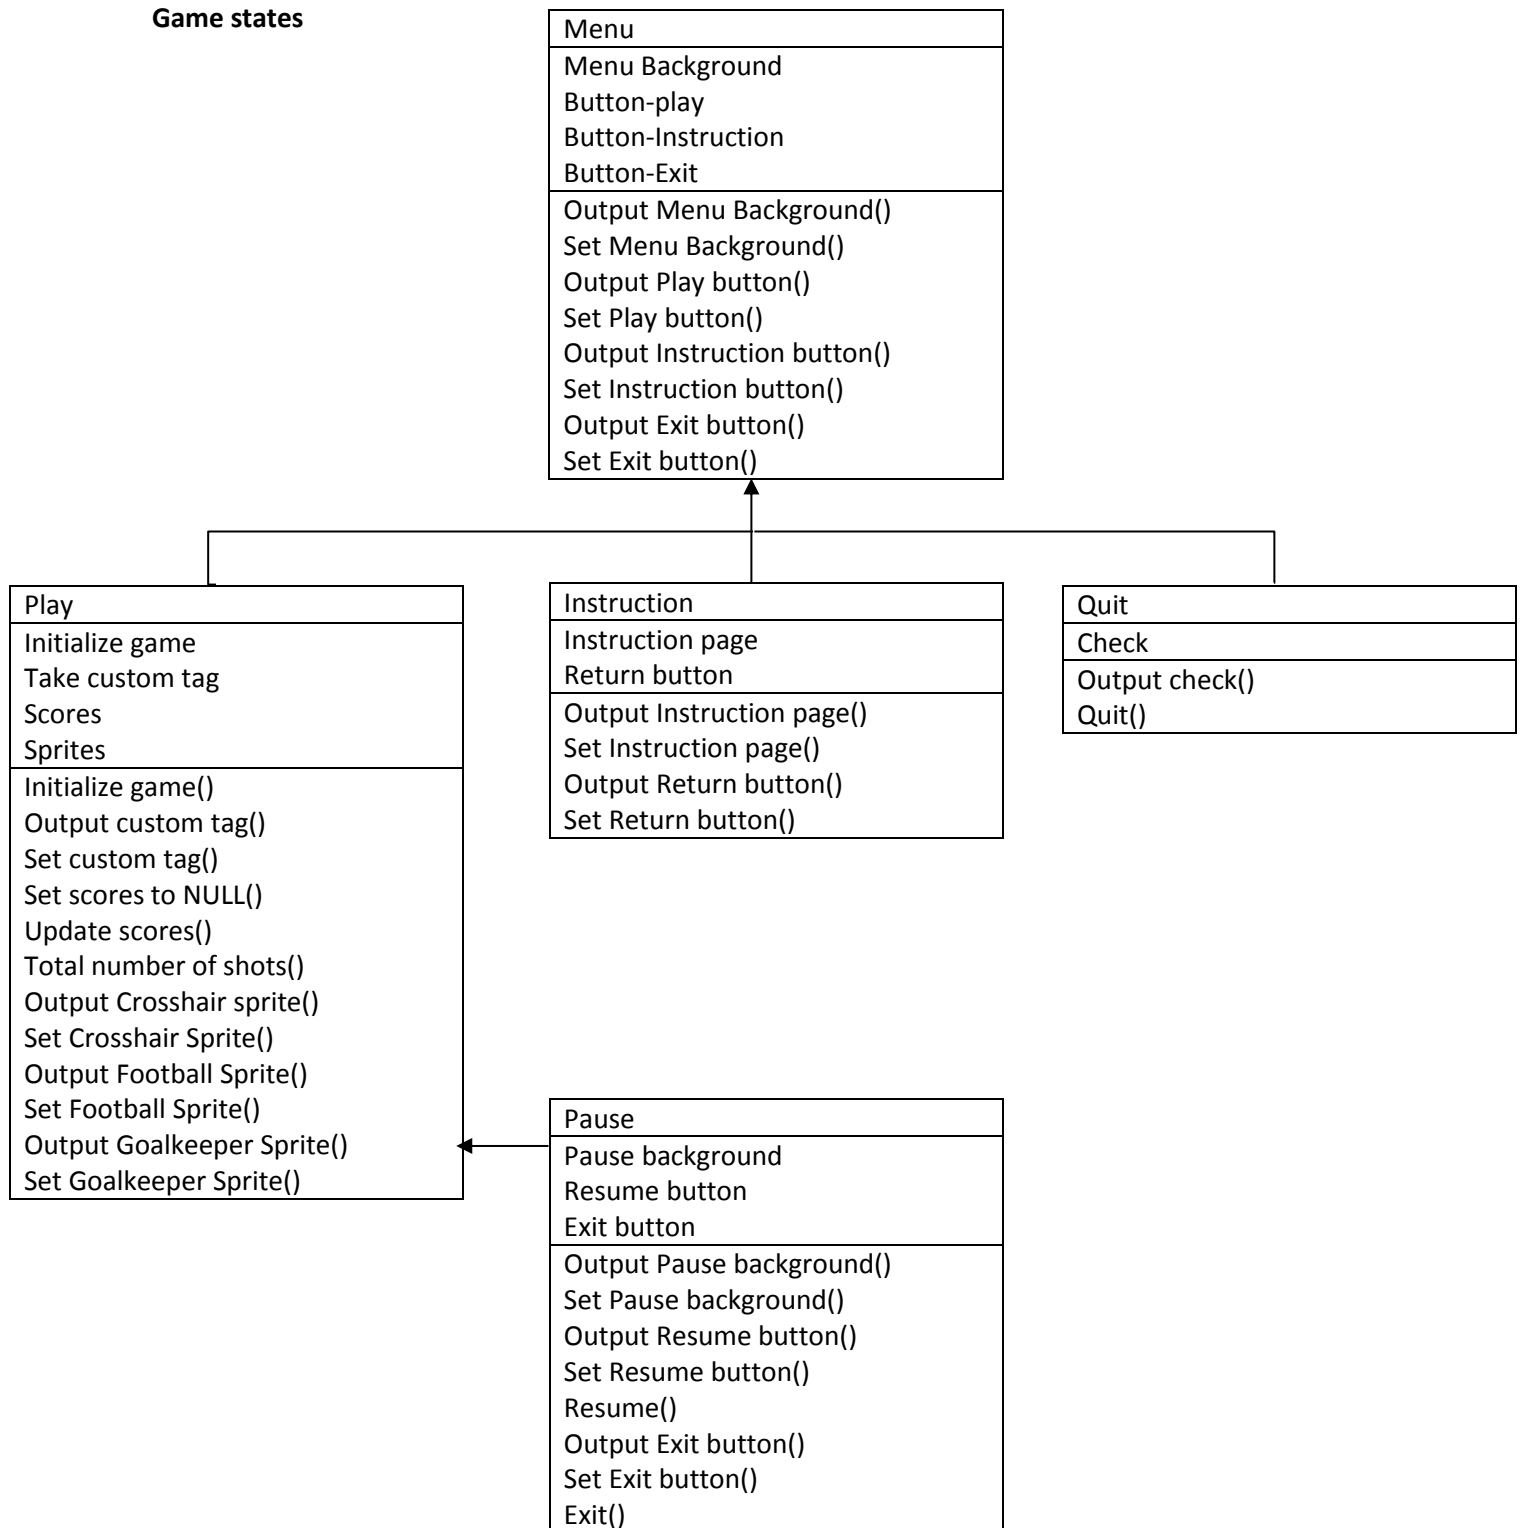 Game states
Menu
Menu Background
Button-play
Button-Instruction
Button-Exit
Output Menu Background()
Set Menu Background()
Output Play button()
Set Play button()
Output Instruction button()
Set Instruction button()
Output Exit button()
Set Exit button()
Play
Initialize game
Take custom tag
Scores
Sprites
Initialize game()
Output custom tag()
Set custom tag()
Set scores to NULL()
Update scores()
Total number of shots()
Output Crosshair sprite()
Set Crosshair Sprite()
Output Football Sprite()
Set Football Sprite()
Output Goalkeeper Sprite()
Set Goalkeeper Sprite()
Instruction
Instruction page
Return button
Output Instruction page()
Set Instruction page()
Output Return button()
Set Return button()
Quit
Check
Output check()
Quit()
Pause
Pause background
Resume button
Exit button
Output Pause background()
Set Pause background()
Output Resume button()
Set Resume button()
Resume()
Output Exit button()
Set Exit button()
Exit()